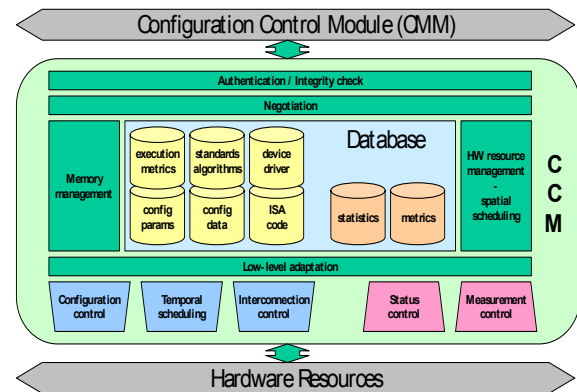 Configuration Control Module (CMM)
Authentication / Integrity check
Negotiation
Memory
management
execution
metrics
standards
algorithms
device
driver
config
params
config
data
ISA
code
Database
statistics
metrics
HW resource
management
-
spatial
scheduling
C
C
M
Low-level adaptation
Configuration
control
Temporal
scheduling
Interconnection
control
Status
control
Measurement
control
Hardware Resources